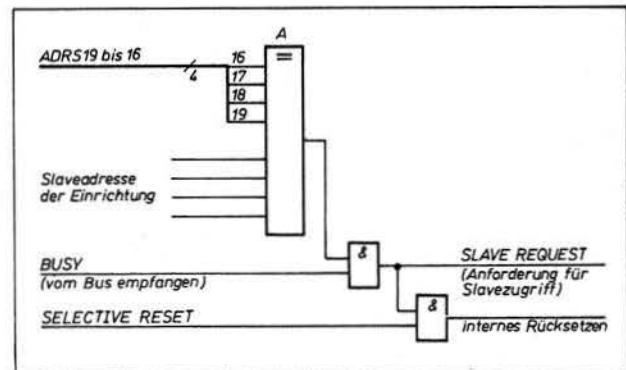 A
ADRS19 bis 16
4
16
17
18
19
=
Slaveadresse
der Einrichtung
&
BUSY
(vom Bus empfangen)
SLAVE REQUEST
(Anforderung für
Slavezugriff)
&
SELECTIVE RESET
internes Rücksetzen